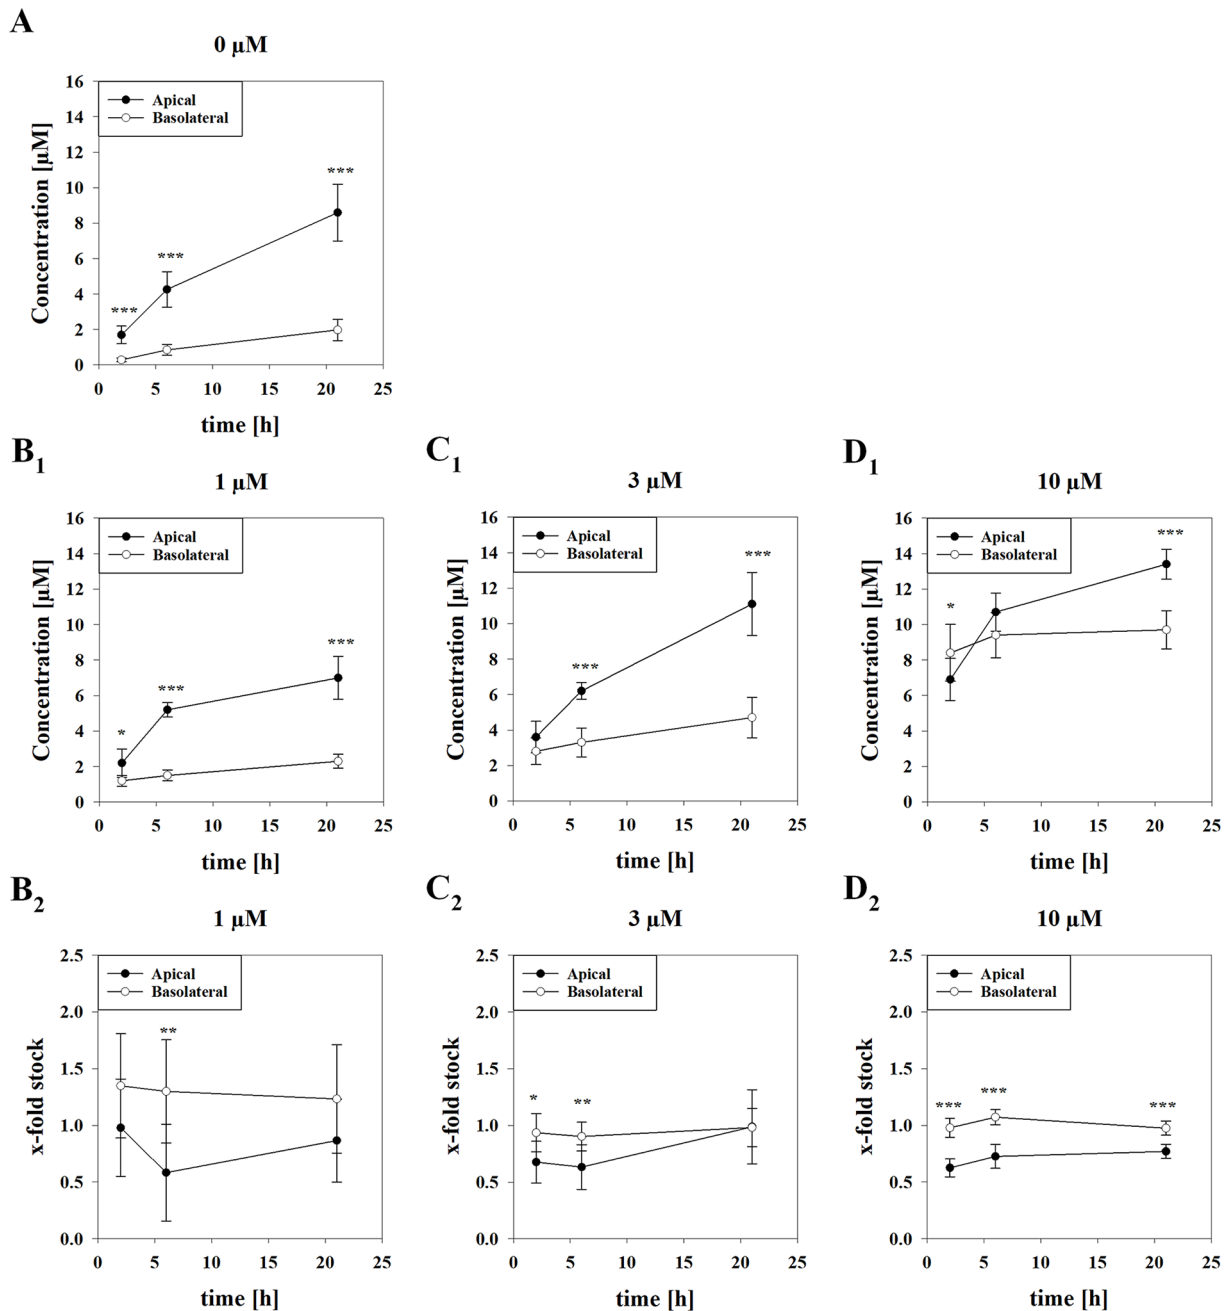 A
0 µM
Apical
Basolateral
Concentration [µM]
16
14
12
10
8
6
4
2
0
0 5 10 15 20 25
time [h]
***
***
***
B1
1 µM
Apical
Basolateral
Concentration [µM]
16
14
12
10
8
6
4
2
0
0 5 10 15 20 25
time [h]
*
***
***
C1
3 µM
Apical
Basolateral
Concentration [µM]
16
14
12
10
8
6
4
2
0
0 5 10 15 20 25
time [h]
***
***
D1
10 µM
Apical
Basolateral
Concentration [µM]
16
14
12
10
8
6
4
2
0
0 5 10 15 20 25
time [h]
*
***
B2
1 µM
Apical
Basolateral
x-fold stock
2.5
2.0
1.5
1.0
0.5
0.0
0 5 10 15 20 25
time [h]
**
C2
3 µM
Apical
Basolateral
x-fold stock
2.5
2.0
1.5
1.0
0.5
0.0
0 5 10 15 20 25
time [h]
*
**
D2
10 µM
Apical
Basolateral
x-fold stock
2.5
2.0
1.5
1.0
0.5
0.0
0 5 10 15 20 25
time [h]
***
***
***